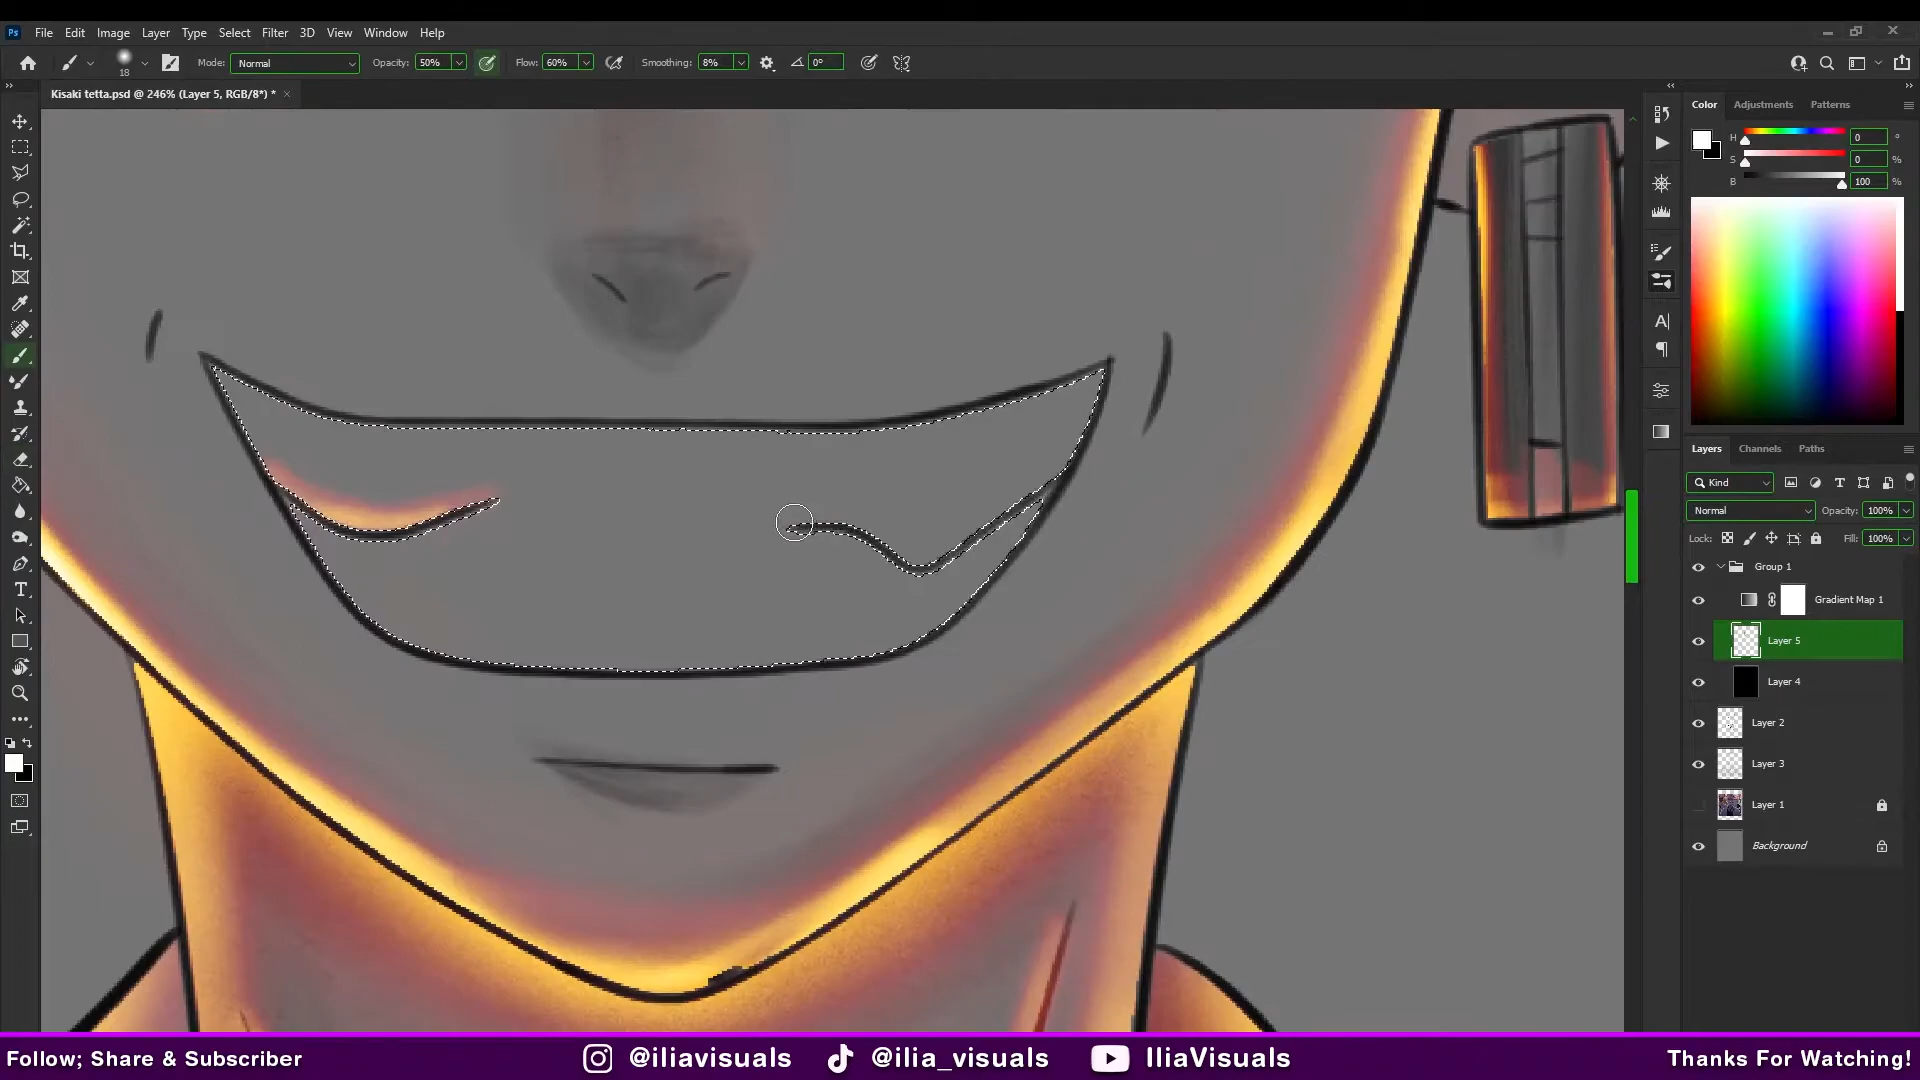 Ps File Edit Image Layer Type Select Filter 3D View Window Help
18 Mode: Normal Opacity: 50% Flow: 60% Smoothing: 8% 0°
Kisaki tetta.psd @ 246% (Layer 5, RGB/8*) * ×
Color Adjustments Patterns
H 0 °
S 0 %
B 100 %
Layers Channels Paths
Kind
Normal Opacity: 100%
Lock: Fill: 100%
Group 1
Gradient Map 1
Layer 5
Layer 4
Layer 2
Layer 3
Layer 1
Background
Follow; Share & Subscriber @iliavisuals @ilia_visuals IliaVisuals Thanks For Watching!